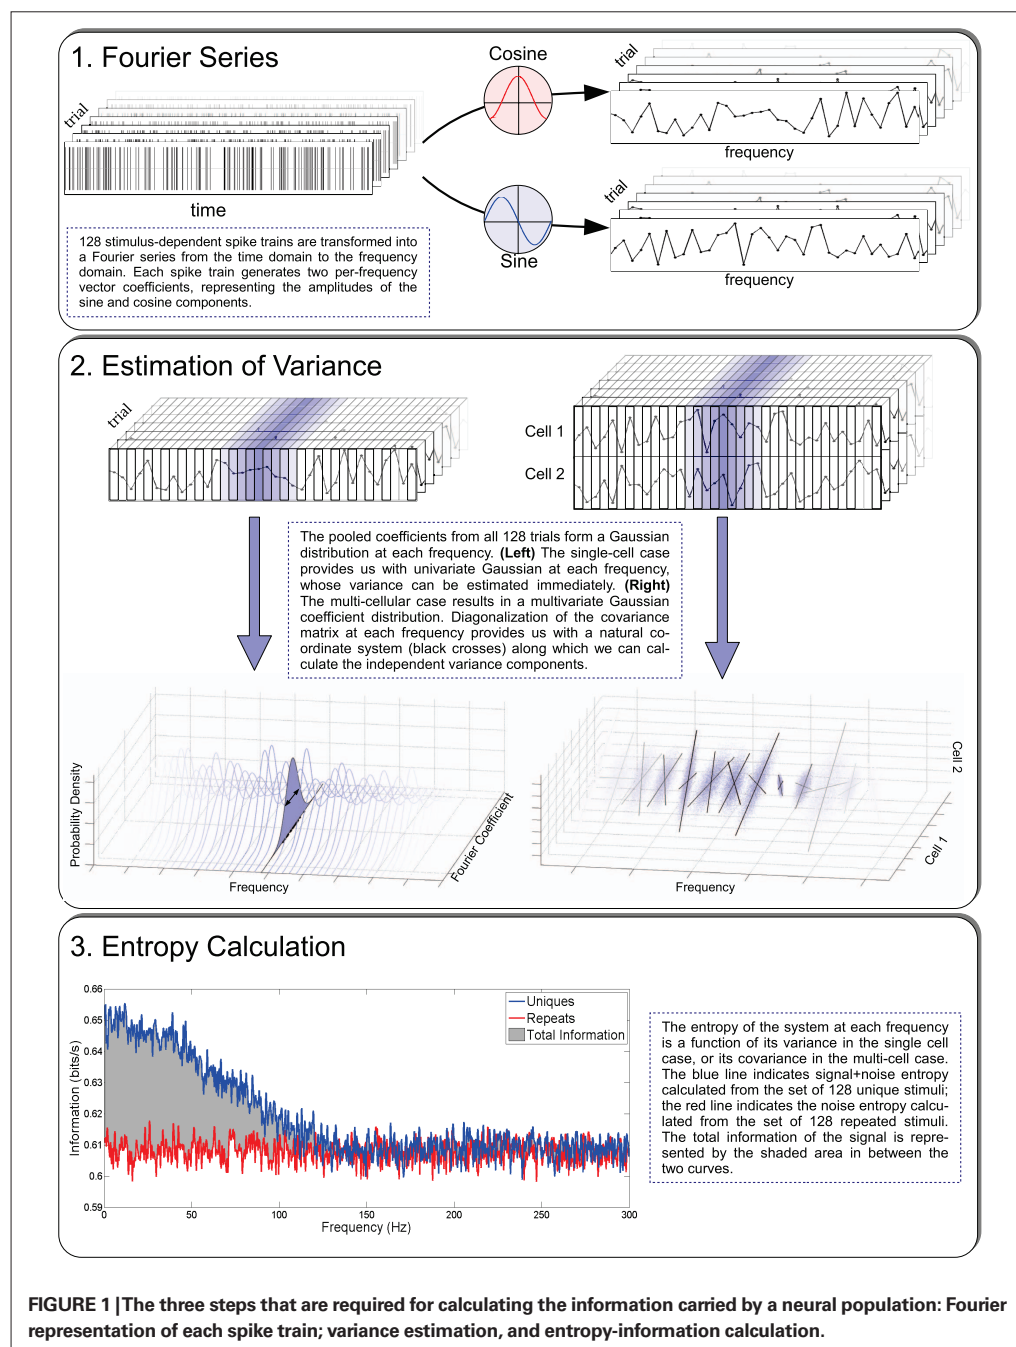 1. Fourier Series
Cosine
trial
trial
frequency
time
trial
Sine
frequency
128 stimulus-dependent spike trains are transformed into
a Fourier series from the time domain to the frequency
domain. Each spike train generates two per-frequency
vector coefficients, representing the amplitudes of the
sine and cosine components.
2. Estimation of Variance
trial
Cell 1
Cell 2
The pooled coefficients from all 128 trials form a Gaussian
distribution at each frequency. (Left) The single-cell case
provides us with univariate Gaussian at each frequency,
whose variance can be estimated immediately. (Right)
The multi-cellular case results in a multivariate Gaussian
coefficient distribution. Diagonalization of the covariance
matrix at each frequency provides us with a natural co-
ordinate system (black crosses) along which we can cal-
culate the independent variance components.
Probability Density
Frequency
Fourier Coefficient
Cell 2
Cell 1
Frequency
3. Entropy Calculation
0.66
0.65
0.64
0.63
0.62
0.61
0.6
0.59
Information (bits/s)
Uniques
Repeats
Total Information
0 50 100 150 200 250 300
Frequency (Hz)
The entropy of the system at each frequency
is a function of its variance in the single cell
case, or its covariance in the multi-cell case.
The blue line indicates signal+noise entropy
calculated from the set of 128 unique stimuli;
the red line indicates the noise entropy calcu-
lated from the set of 128 repeated stimuli.
The total information of the signal is repre-
sented by the shaded area in between the
two curves.
FIGURE 1 | The three steps that are required for calculating the information carried by a neural population: Fourier
representation of each spike train; variance estimation, and entropy-information calculation.